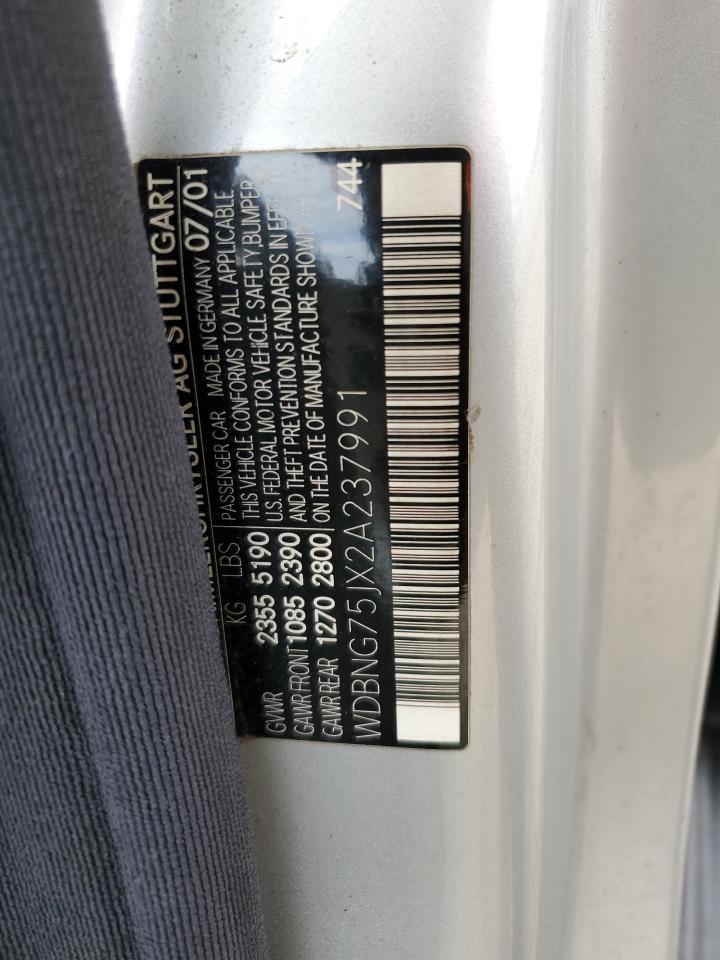 AG STUTTGART
KG LBS PASSENGER CAR MADE IN GERMANY 07/01
GVWR 2355 5190 THIS VEHICLE CONFORMS TO ALL APPLICABLE
GAWR FRONT 1085 2390 U.S. FEDERAL MOTOR VEHICLE SAFETY, BUMPER,
GAWR REAR 1270 2800 AND THEFT PREVENTION STANDARDS IN EFFECT
ON THE DATE OF MANUFACTURE SHOWN
WDBNG75JX2A237991 744